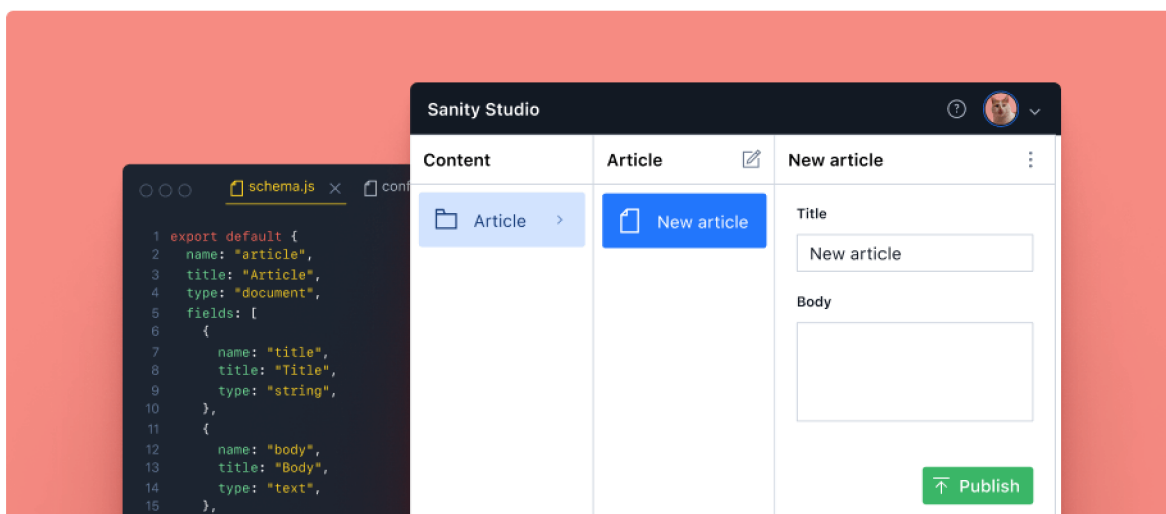 Sanity Studio
Content
Article
New article
Article
New article
Title
New article
Body
Publish
schema.js
conf
1 export default {
2 name: "article",
3 title: "Article",
4 type: "document",
5 fields: [
6 {
7 name: "title",
8 title: "Title",
9 type: "string",
10 },
11 {
12 name: "body",
13 title: "Body",
14 type: "text",
15 },